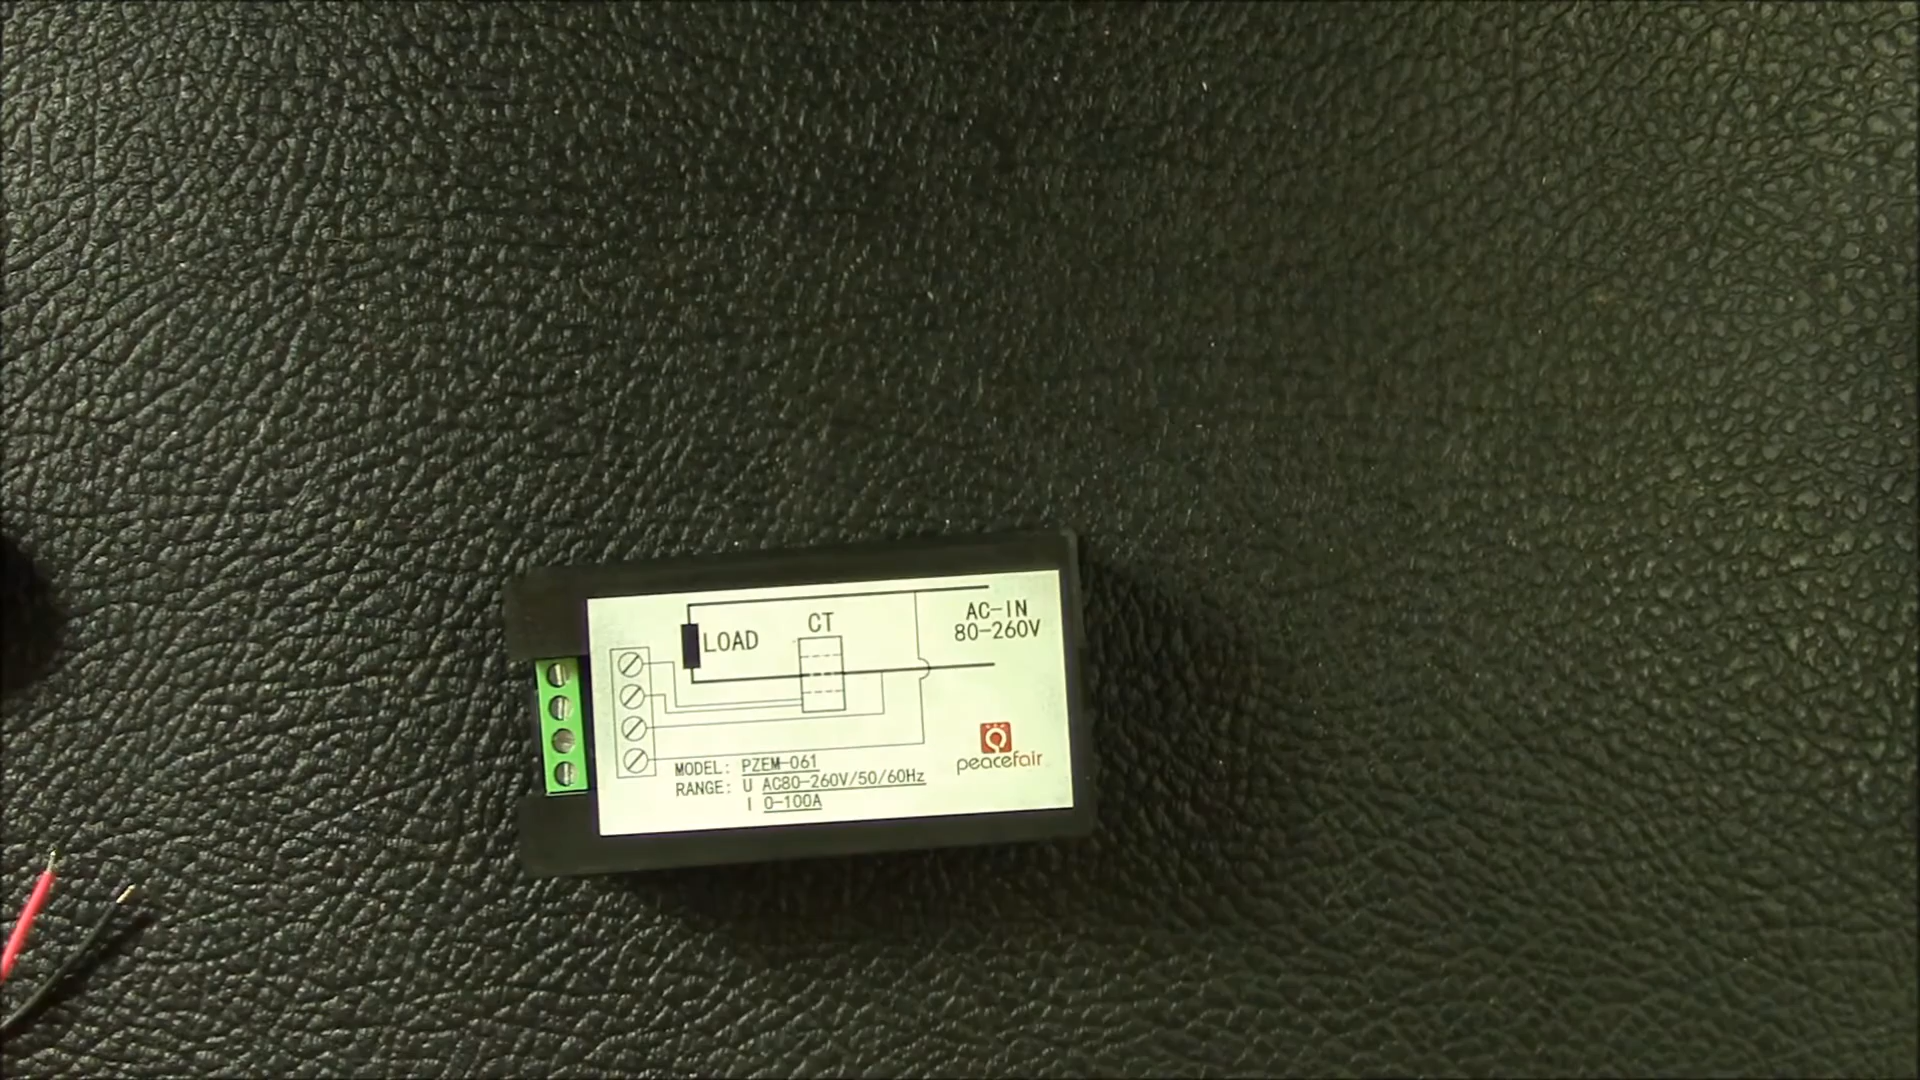 LOAD
CT
AC-IN
80-260V
peacefair
MODEL: PZEM-061
RANGE: U AC80-260V/50/60Hz
I 0-100A